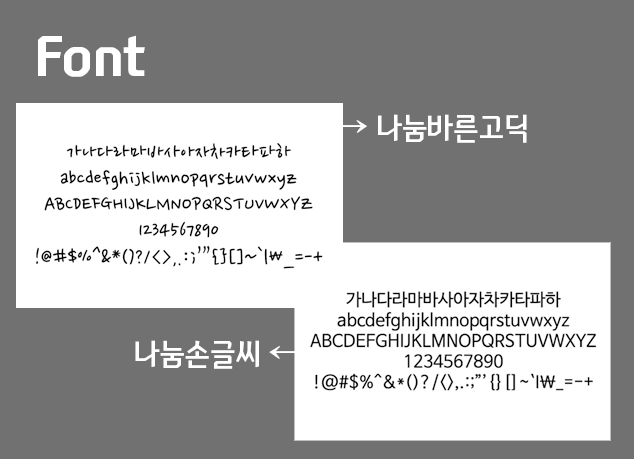 Font
→ 나눔바른고딕
가나다라마바사아자차카타파하
abcdefghijklmnopqrstuvwxyz
ABCDEFGHIJKLMNOPQRSTUVWXYZ
1234567890
!@#$%^&*()?/<>,.:;'"{}[]~`|₩_=-+
나눔손글씨 ←
가나다라마바사아자차카타파하
abcdefghijklmnopqrstuvwxyz
ABCDEFGHIJKLMNOPQRSTUVWXYZ
1234567890
!@#$%^&*()?/<>,.:;"'{}[]~`|₩_=-+